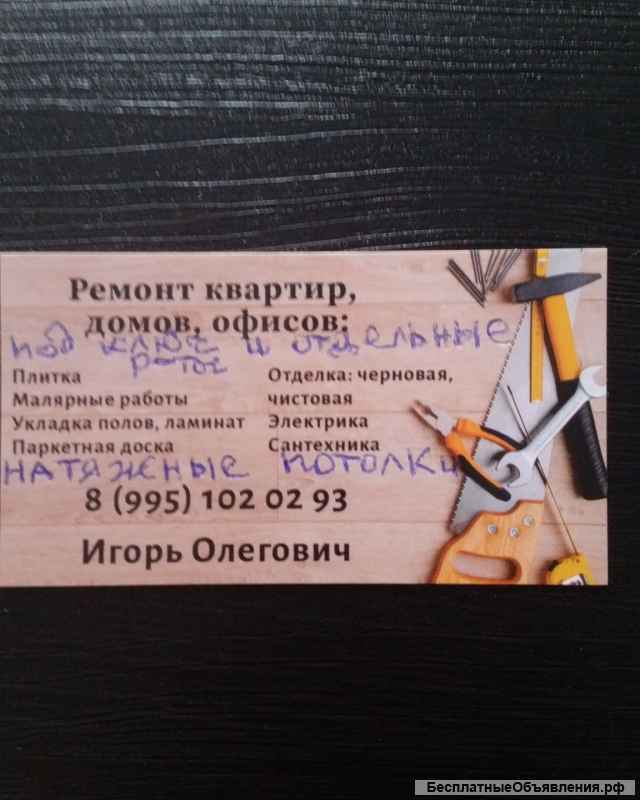 Ремонт квартир,
домов, офисов:
под ключ и отдельные
Плитка
Малярные работы
Укладка полов, ламинат
Паркетная доска
Отделка: черновая,
чистовая
Электрика
Сантехника
НАТЯЖНЫЕ ПОТОЛКИ
8 (995) 102 02 93
Игорь Олегович
БесплатныеОбъявления.рф